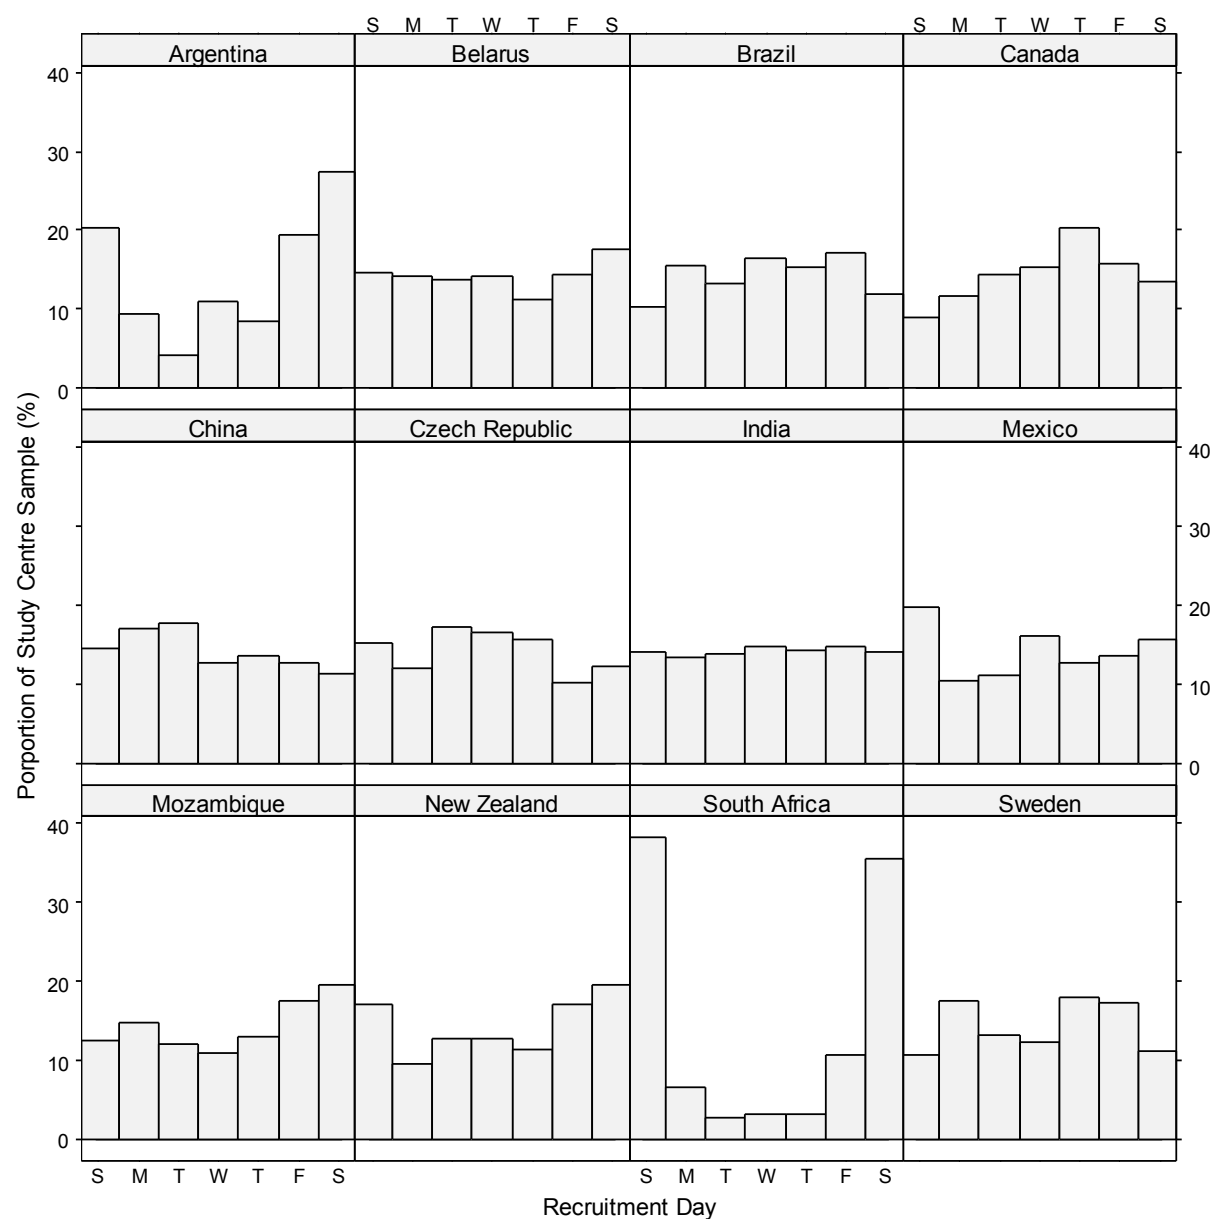 S M T W T F S S M T W T F S
Argentina Belarus Brazil Canada
40
30
20
10
0
China Czech Republic India Mexico
40
30
20
10
0
Mozambique New Zealand South Africa Sweden
40
30
20
10
0
S M T W T F S S M T W T F S
Recruitment Day
Porportion of Study Centre Sample (%)